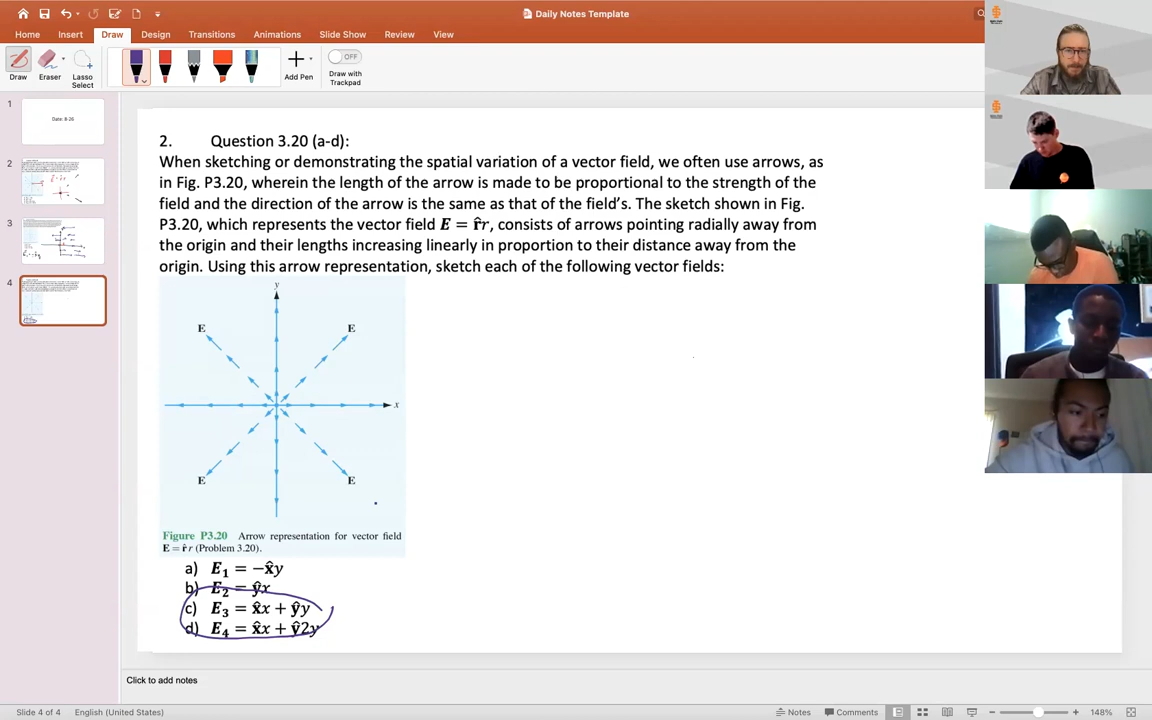 Daily Notes Template
Home Insert Draw Design Transitions Animations Slide Show Review View
Draw Eraser Lasso Select Add Pen OFF Draw with Trackpad
1
Date: 8-26
2
3
4
2. Question 3.20 (a-d):
When sketching or demonstrating the spatial variation of a vector field, we often use arrows, as
in Fig. P3.20, wherein the length of the arrow is made to be proportional to the strength of the
field and the direction of the arrow is the same as that of the field's. The sketch shown in Fig.
P3.20, which represents the vector field E = r̂r, consists of arrows pointing radially away from
the origin and their lengths increasing linearly in proportion to their distance away from the
origin. Using this arrow representation, sketch each of the following vector fields:
y
E E
x
E E
Figure P3.20 Arrow representation for vector field
E = r̂ r (Problem 3.20).
a) E₁ = −x̂y
b) E₂ = ŷx
c) E₃ = x̂x + ŷy
d) E₄ = x̂x + ŷ2y
Click to add notes
Slide 4 of 4 English (United States) Notes Comments 148%